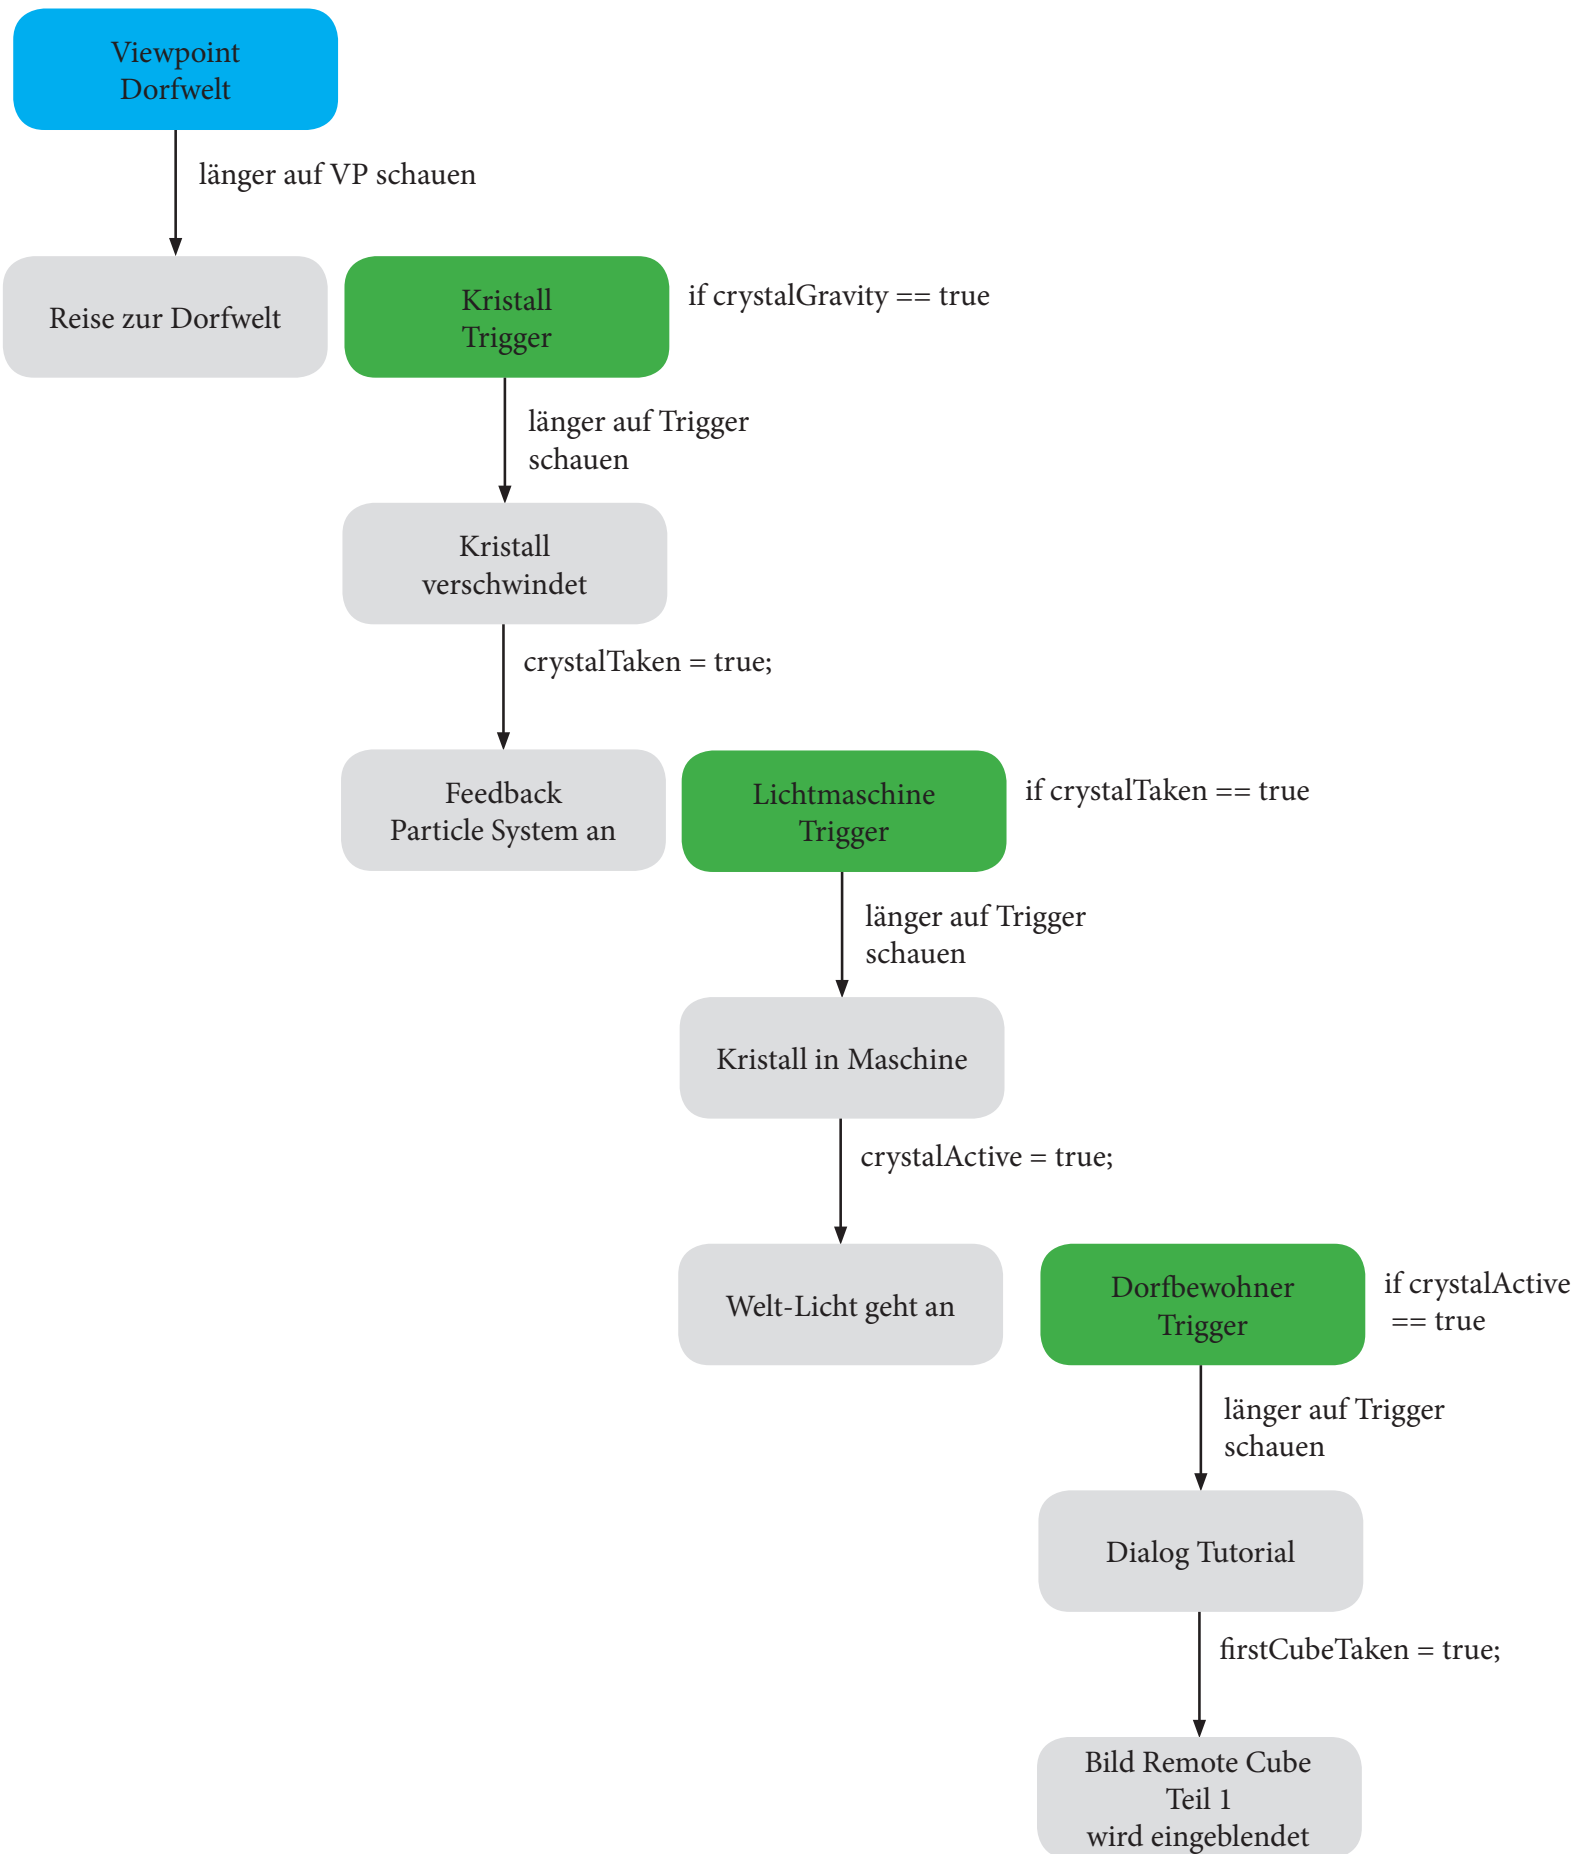 Viewpoint
Dorfwelt
länger auf VP schauen
Reise zur Dorfwelt
Kristall
Trigger
if crystalGravity == true
länger auf Trigger
schauen
Kristall
verschwindet
crystalTaken = true;
Feedback
Particle System an
Lichtmaschine
Trigger
if crystalTaken == true
länger auf Trigger
schauen
Kristall in Maschine
crystalActive = true;
Welt-Licht geht an
Dorfbewohner
Trigger
if crystalActive
== true
länger auf Trigger
schauen
Dialog Tutorial
firstCubeTaken = true;
Bild Remote Cube
Teil 1
wird eingeblendet